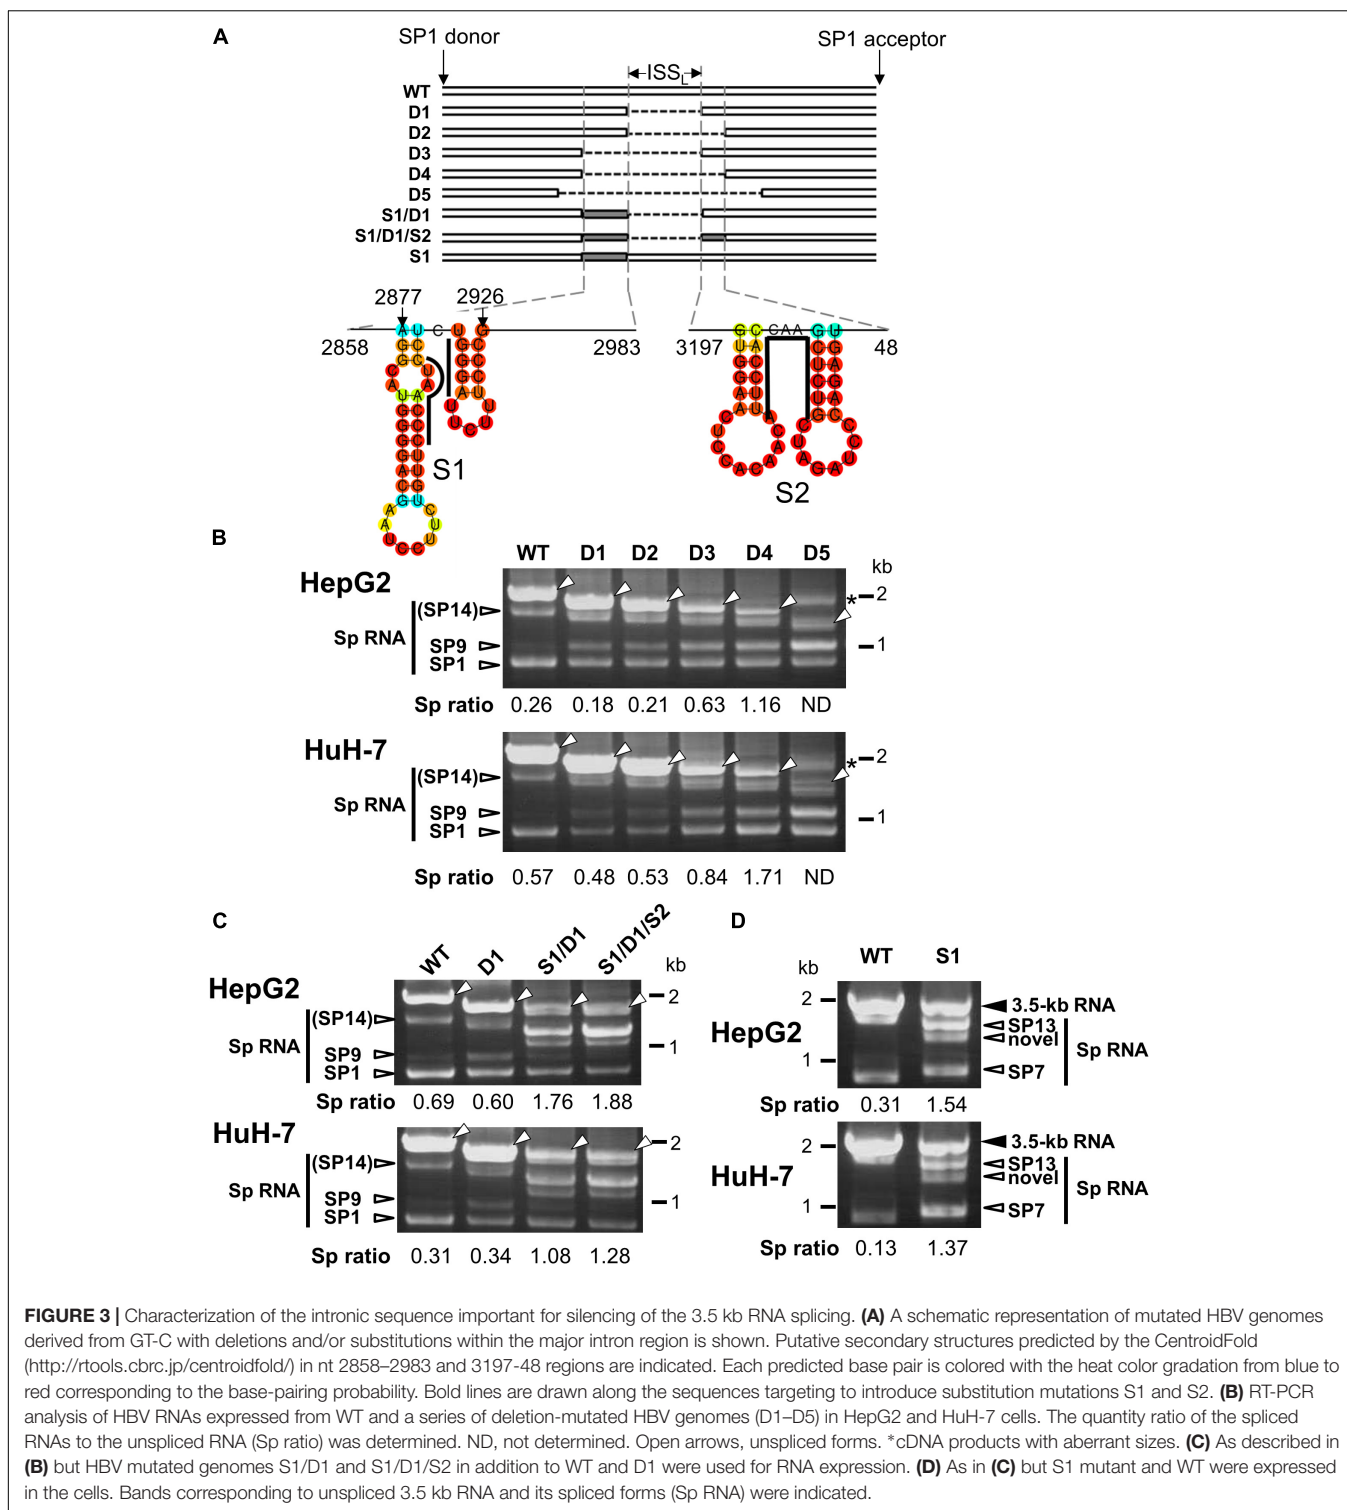 A
SP1 donor
SP1 acceptor
ISSL
WT
D1
D2
D3
D4
D5
S1/D1
S1/D1/S2
S1
2877
2926
2858
2983
3197
48
C
CAA
S1
S2
B
WT D1 D2 D3 D4 D5
kb
HepG2
Sp RNA
(SP14)
SP9
SP1
*
2
1
Sp ratio 0.26 0.18 0.21 0.63 1.16 ND
HuH-7
Sp RNA
(SP14)
SP9
SP1
*
2
1
Sp ratio 0.57 0.48 0.53 0.84 1.71 ND
C
WT D1 S1/D1 S1/D1/S2
kb
HepG2
Sp RNA
(SP14)
SP9
SP1
2
1
Sp ratio 0.69 0.60 1.76 1.88
HuH-7
Sp RNA
(SP14)
SP9
SP1
2
1
Sp ratio 0.31 0.34 1.08 1.28
D
WT S1
kb
2
1
HepG2
3.5-kb RNA
SP13
novel
SP7
Sp RNA
Sp ratio 0.31 1.54
2
1
HuH-7
3.5-kb RNA
SP13
novel
SP7
Sp RNA
Sp ratio 0.13 1.37
FIGURE 3 | Characterization of the intronic sequence important for silencing of the 3.5 kb RNA splicing. (A) A schematic representation of mutated HBV genomes
derived from GT-C with deletions and/or substitutions within the major intron region is shown. Putative secondary structures predicted by the CentroidFold
(http://rtools.cbrc.jp/centroidfold/) in nt 2858–2983 and 3197-48 regions are indicated. Each predicted base pair is colored with the heat color gradation from blue to
red corresponding to the base-pairing probability. Bold lines are drawn along the sequences targeting to introduce substitution mutations S1 and S2. (B) RT-PCR
analysis of HBV RNAs expressed from WT and a series of deletion-mutated HBV genomes (D1–D5) in HepG2 and HuH-7 cells. The quantity ratio of the spliced
RNAs to the unspliced RNA (Sp ratio) was determined. ND, not determined. Open arrows, unspliced forms. *cDNA products with aberrant sizes. (C) As described in
(B) but HBV mutated genomes S1/D1 and S1/D1/S2 in addition to WT and D1 were used for RNA expression. (D) As in (C) but S1 mutant and WT were expressed
in the cells. Bands corresponding to unspliced 3.5 kb RNA and its spliced forms (Sp RNA) were indicated.